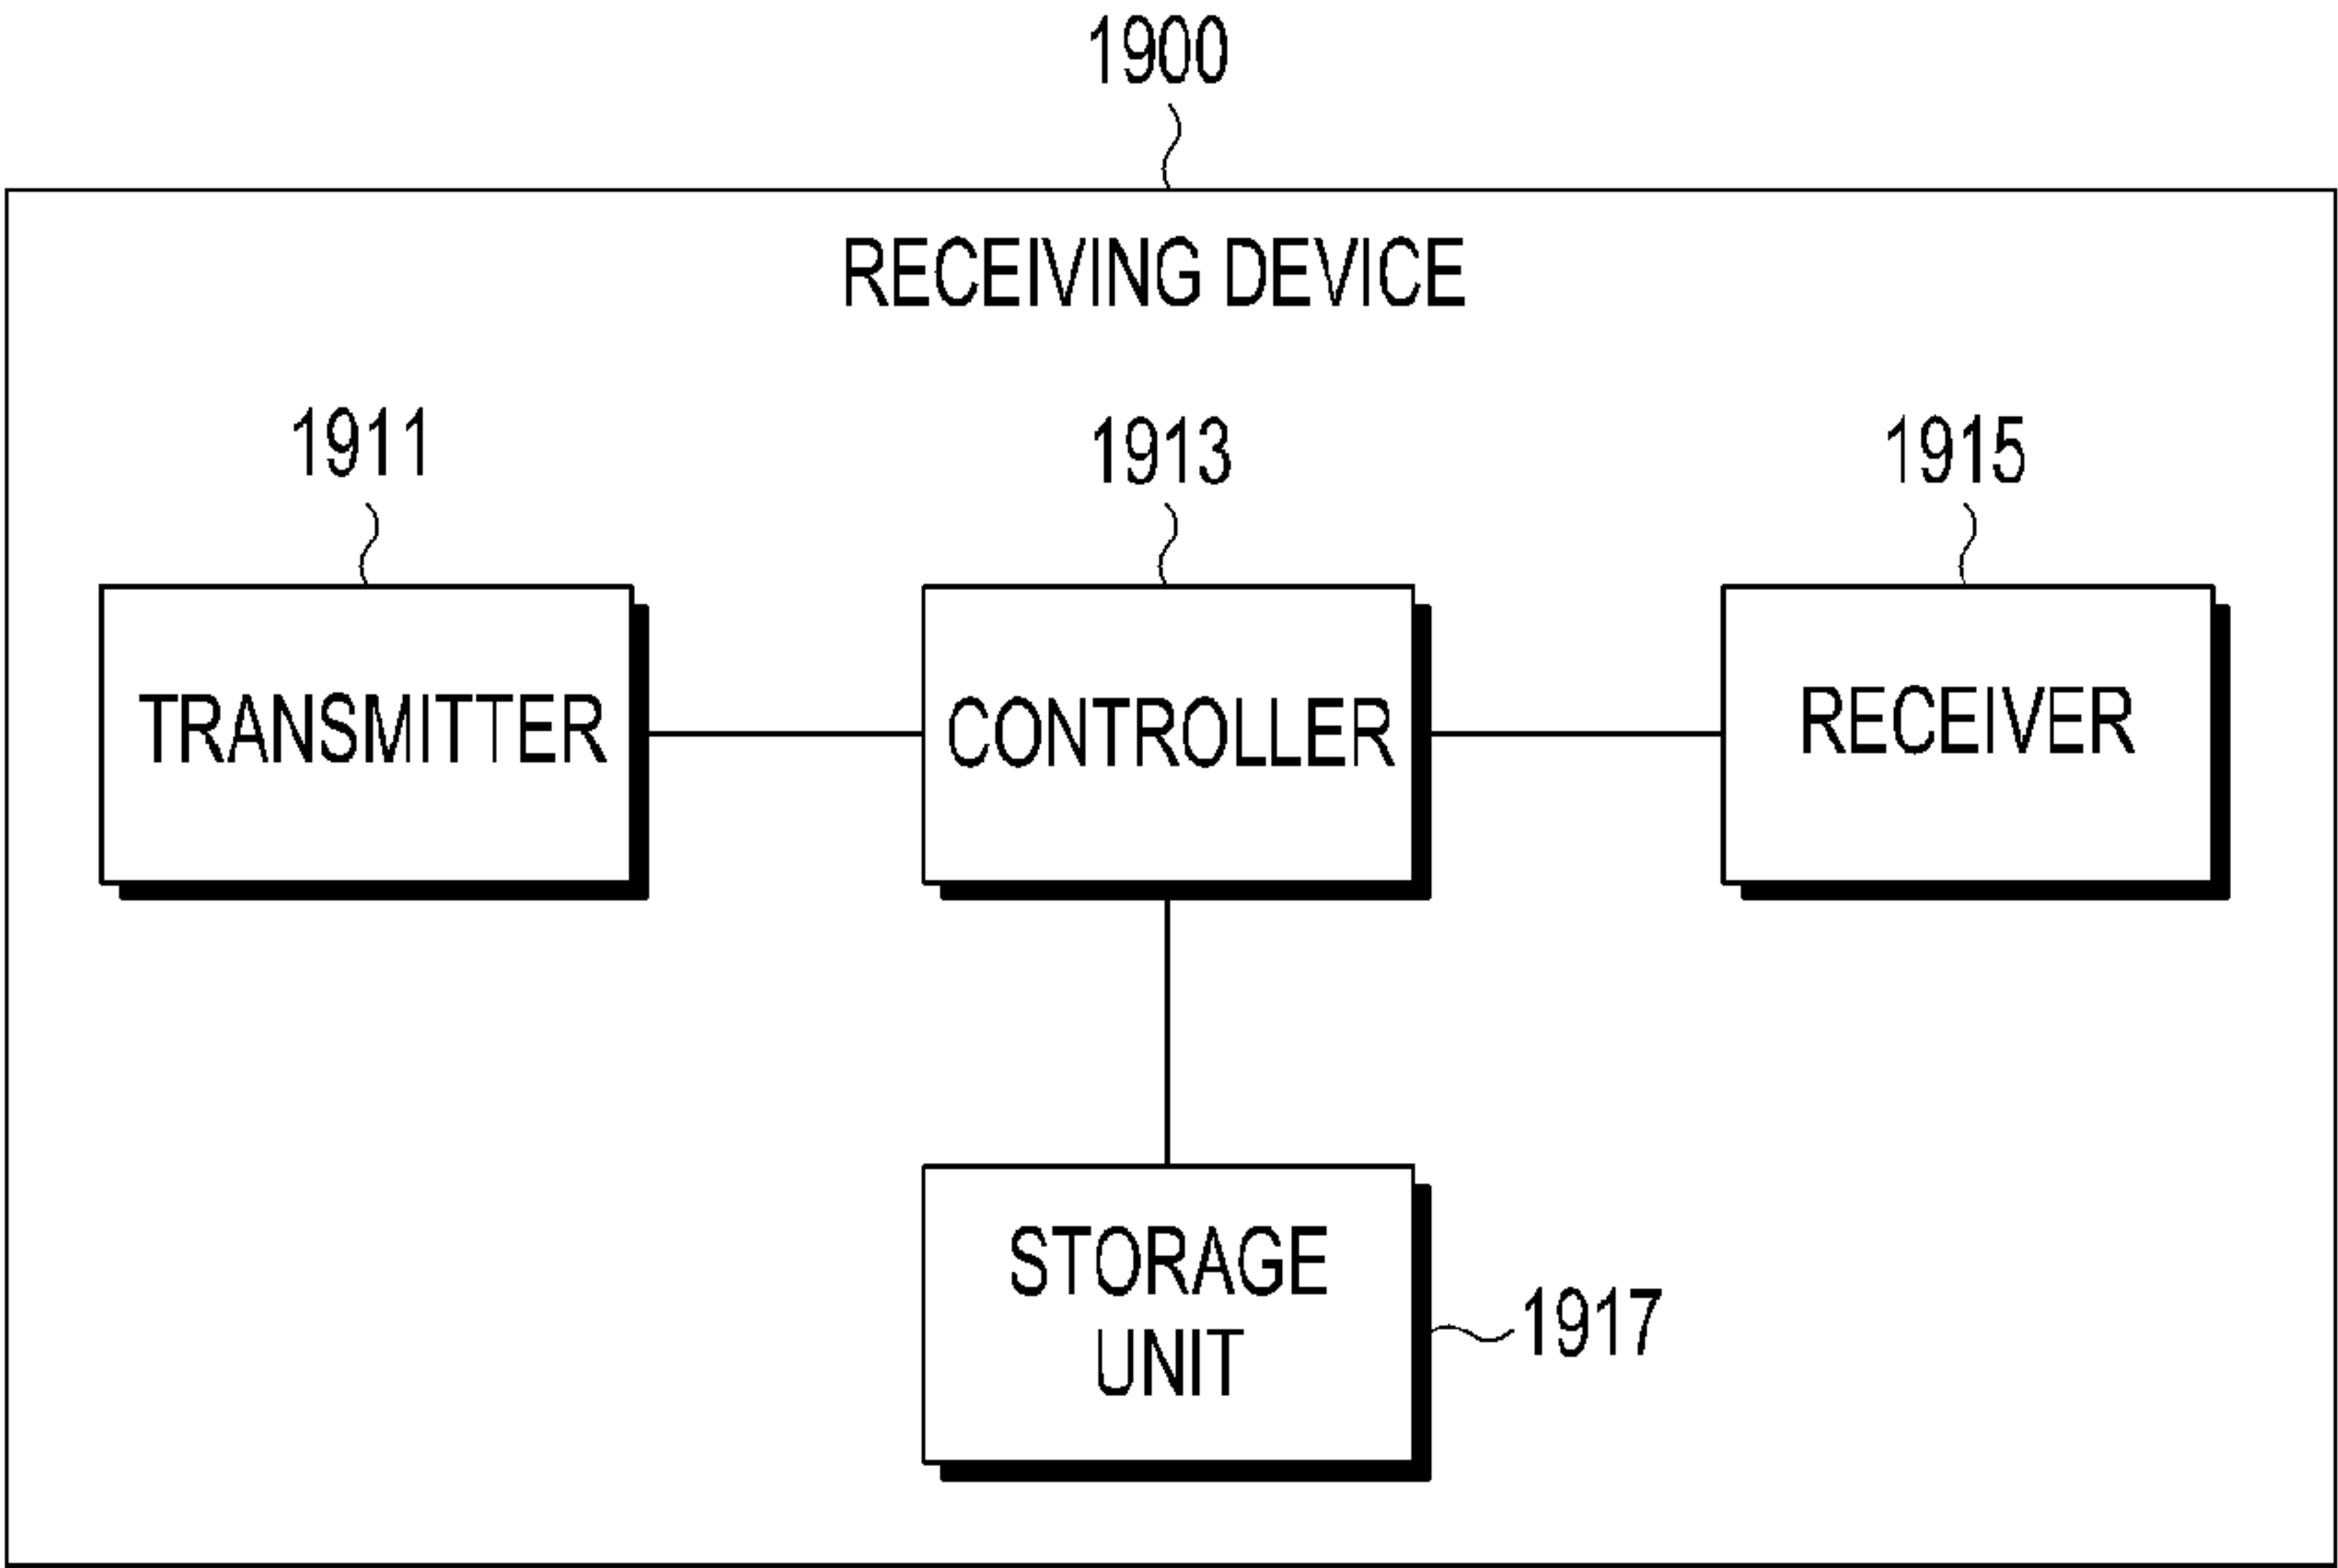 1900
RECEIVING DEVICE
1911
1913
1915
TRANSMITTER
CONTROLLER
RECEIVER
STORAGE
UNIT
1917